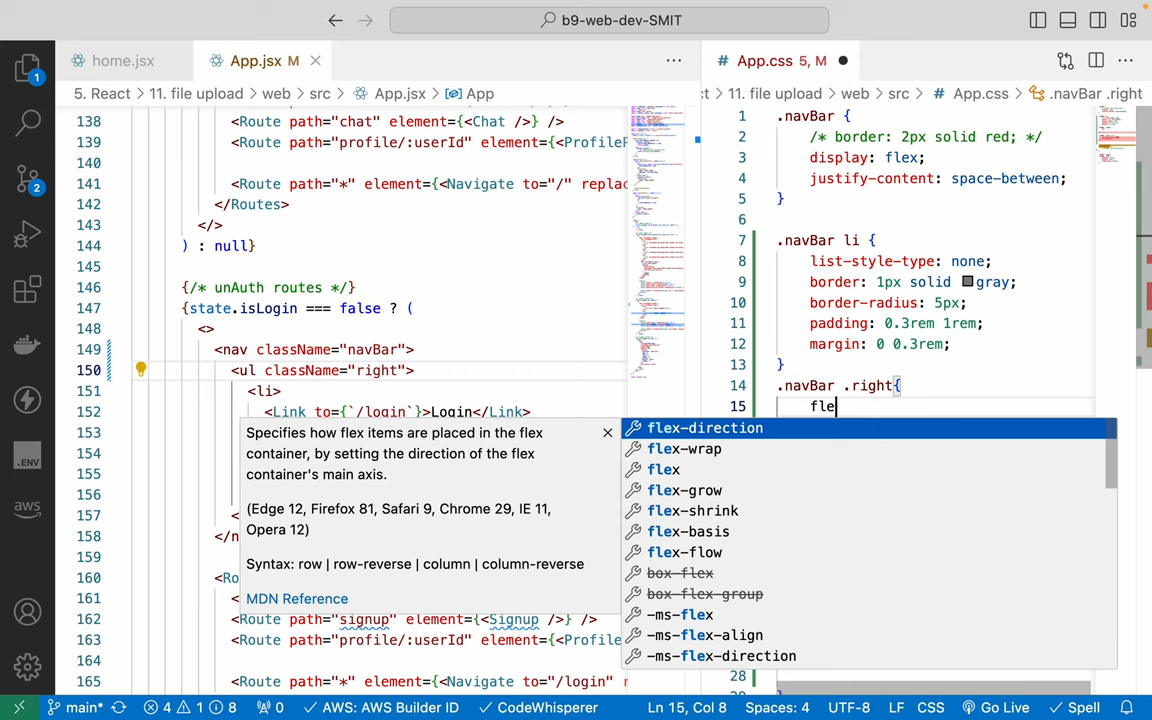 b9-web-dev-SMIT
home.jsx
App.jsx M
App.css 5, M
5. React > 11. file upload > web > src > App.jsx > App
ct > 11. file upload > web > src > # App.css > .navBar .right
138 <Route path="chat" element={<Chat />} />
139 <Route path="profile/:userId" element={<ProfileP
140
141 <Route path="*" element={<Navigate to="/" replac
142 </Routes>
143 </>
144 ) : null}
145
146 {/* unAuth routes */}
147 {state.isLogin === false ? (
148 <>
149 <nav className="navBar">
150 <ul className="right">
151 <li>
152 <Link to={`/login`}>Login</Link>
153
154
155
156
157 <
158 </n
159
160 <Ro
161 <
162 <Route path="signup" element={<Signup />} />
163 <Route path="profile/:userId" element={<Profile
164
165 <Route path="*" element={<Navigate to="/login" r
1 .navBar {
2 /* border: 2px solid red; */
3 display: flex;
4 justify-content: space-between;
5 }
6
7 .navBar li {
8 list-style-type: none;
9 border: 1px solid gray;
10 border-radius: 5px;
11 padding: 0.3rem 1rem;
12 margin: 0 0.3rem;
13 }
14 .navBar .right{
15 fle
28
Specifies how flex items are placed in the flex
container, by setting the direction of the flex
container's main axis.
(Edge 12, Firefox 81, Safari 9, Chrome 29, IE 11,
Opera 12)
Syntax: row | row-reverse | column | column-reverse
MDN Reference
flex-direction
flex-wrap
flex
flex-grow
flex-shrink
flex-basis
flex-flow
box-flex
box-flex-group
-ms-flex
-ms-flex-align
-ms-flex-direction
1
2
.ENV
aws
main* 4 1 8 0 AWS: AWS Builder ID CodeWhisperer Ln 15, Col 8 Spaces: 4 UTF-8 LF CSS Go Live Spell